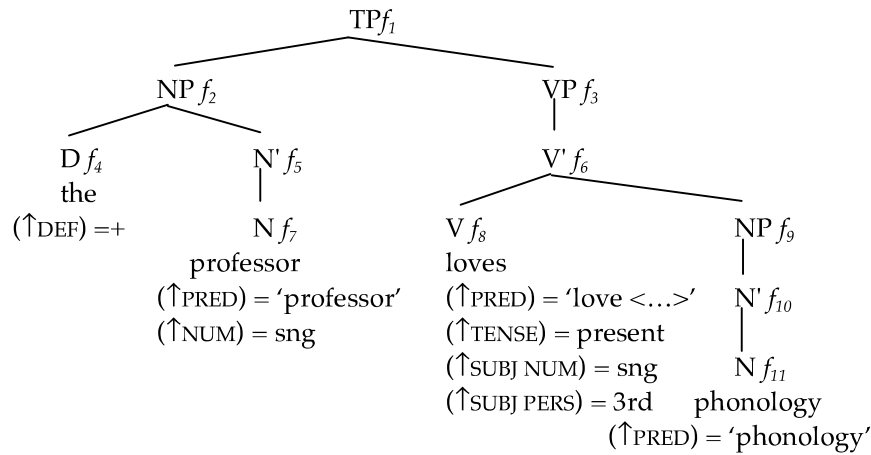 TPf1
NP f2 VP f3
D f4 N' f5 V' f6
the
(↑DEF) =+ N f7 V f8 NP f9
professor loves
(↑PRED) = ‘professor’ (↑PRED) = ‘love <…>’ N' f10
(↑NUM) = sng (↑TENSE) = present
(↑SUBJ NUM) = sng N f11
(↑SUBJ PERS) = 3rd phonology
(↑PRED) = ‘phonology’